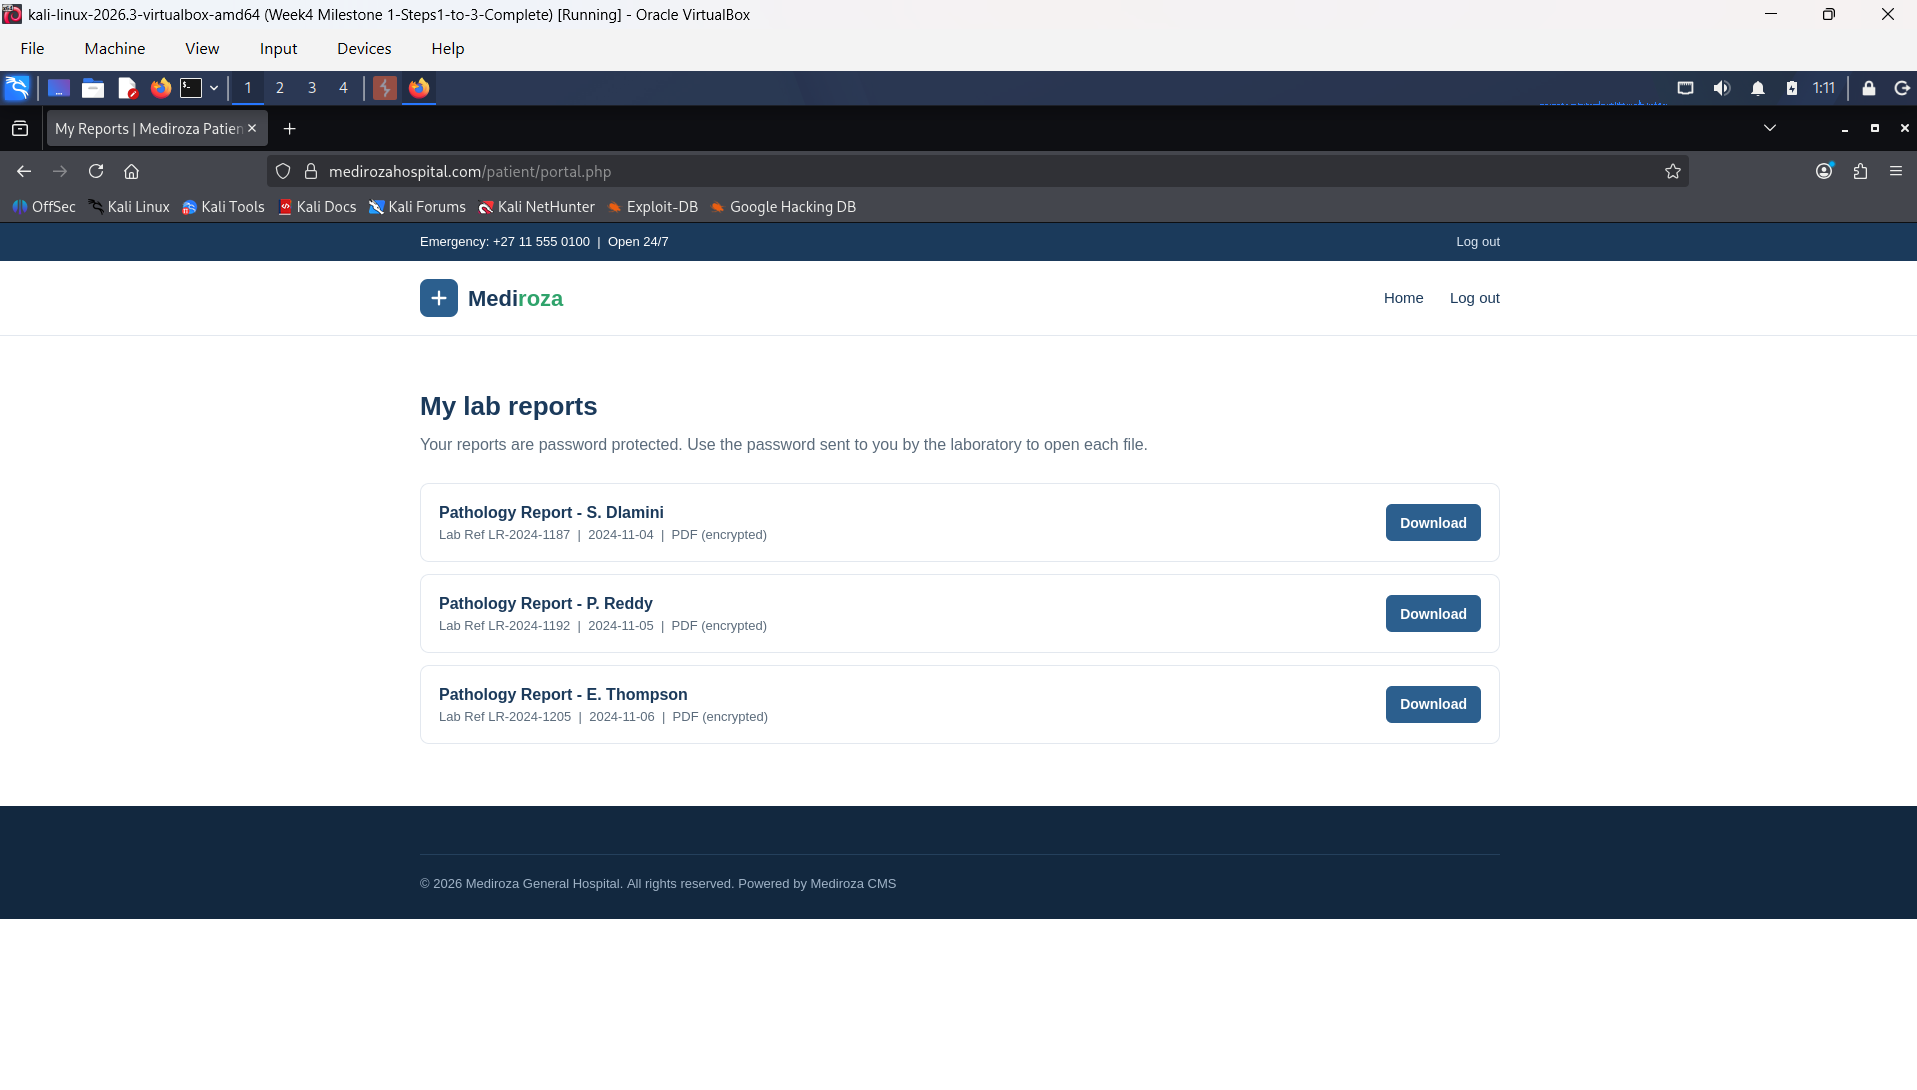 kali-linux-2026.3-virtualbox-amd64 (Week4 Milestone 1-Steps1-to-3-Complete) [Running] - Oracle VirtualBox
File Machine View Input Devices Help
1 2 3 4 1:11
My Reports | Mediroza Patien
medirozahospital.com/patient/portal.php
OffSec Kali Linux Kali Tools Kali Docs Kali Forums Kali NetHunter Exploit-DB Google Hacking DB
Emergency: +27 11 555 0100 | Open 24/7 Log out
Mediroza Home Log out
My lab reports
Your reports are password protected. Use the password sent to you by the laboratory to open each file.
Pathology Report - S. Dlamini
Lab Ref LR-2024-1187 | 2024-11-04 | PDF (encrypted)
Download
Pathology Report - P. Reddy
Lab Ref LR-2024-1192 | 2024-11-05 | PDF (encrypted)
Download
Pathology Report - E. Thompson
Lab Ref LR-2024-1205 | 2024-11-06 | PDF (encrypted)
Download
© 2026 Mediroza General Hospital. All rights reserved. Powered by Mediroza CMS